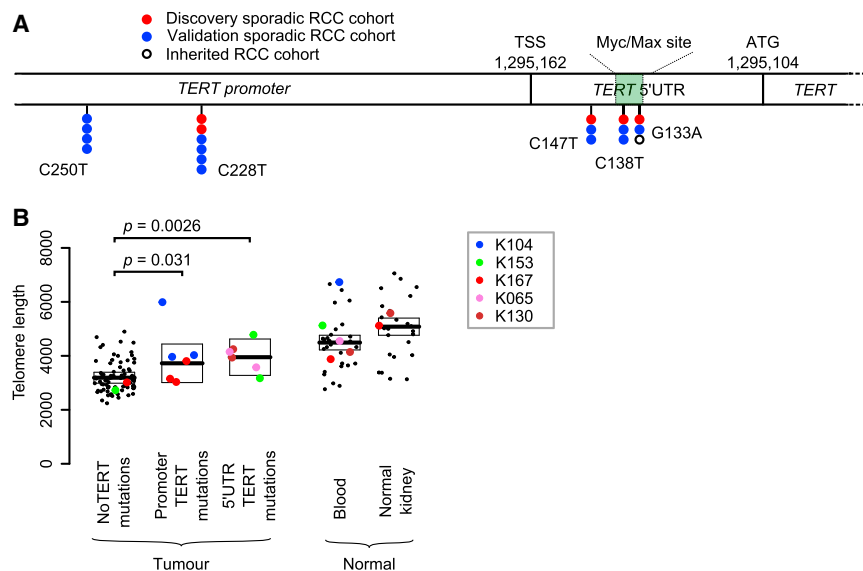 A
Discovery sporadic RCC cohort
Validation sporadic RCC cohort
Inherited RCC cohort
TSS
1,295,162
Myc/Max site
ATG
1,295,104
TERT promoter
TERT 5'UTR
TERT
C250T
C228T
C147T
C138T
G133A
B
p = 0.0026
p = 0.031
Telomere length
8000
6000
4000
2000
0
K104
K153
K167
K065
K130
NoTERT
mutations
Promoter
TERT
mutations
5'UTR
TERT
mutations
Blood
Normal
kidney
Tumour
Normal